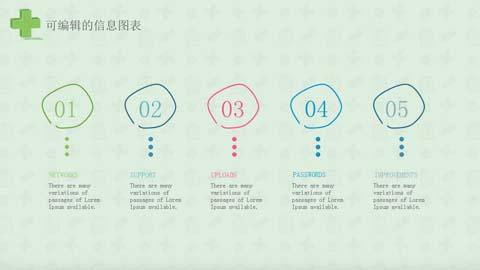 可编辑的信息图表
01
02
03
04
05
NETWORKS
SUPPORT
UPLOADS
PASSWORDS
IMPROVEMENTS
There are many
variations of
passages of Lorem
Ipsum available.
There are many
variations of
passages of Lorem
Ipsum available.
There are many
variations of
passages of Lorem
Ipsum available.
There are many
variations of
passages of Lorem
Ipsum available.
There are many
variations of
passages of Lorem
Ipsum available.